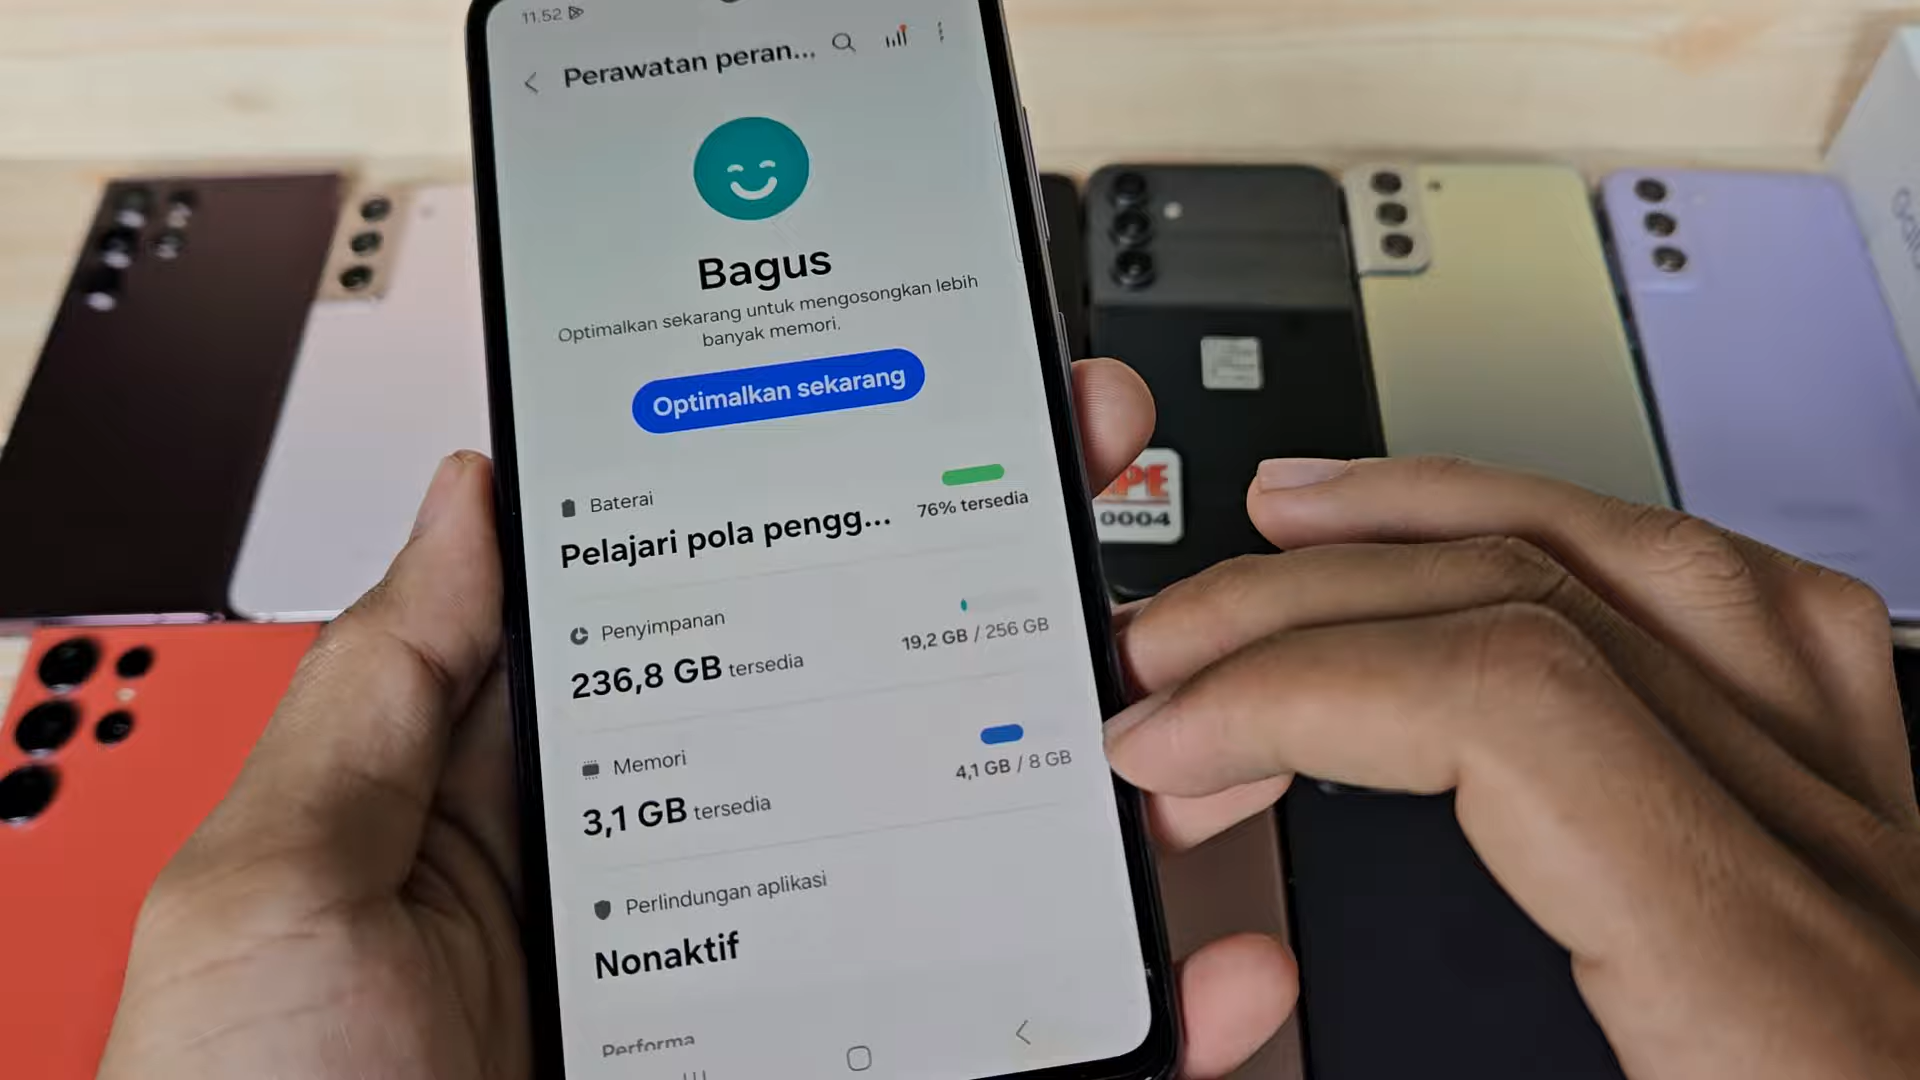 11.52
Perawatan peran...
Bagus
Optimalkan sekarang untuk mengosongkan lebih
banyak memori.
Optimalkan sekarang
Baterai
Pelajari pola pengg...
76% tersedia
Penyimpanan
236,8 GB tersedia
19,2 GB / 256 GB
Memori
3,1 GB tersedia
4,1 GB / 8 GB
Perlindungan aplikasi
Nonaktif
Performa
PE
0004